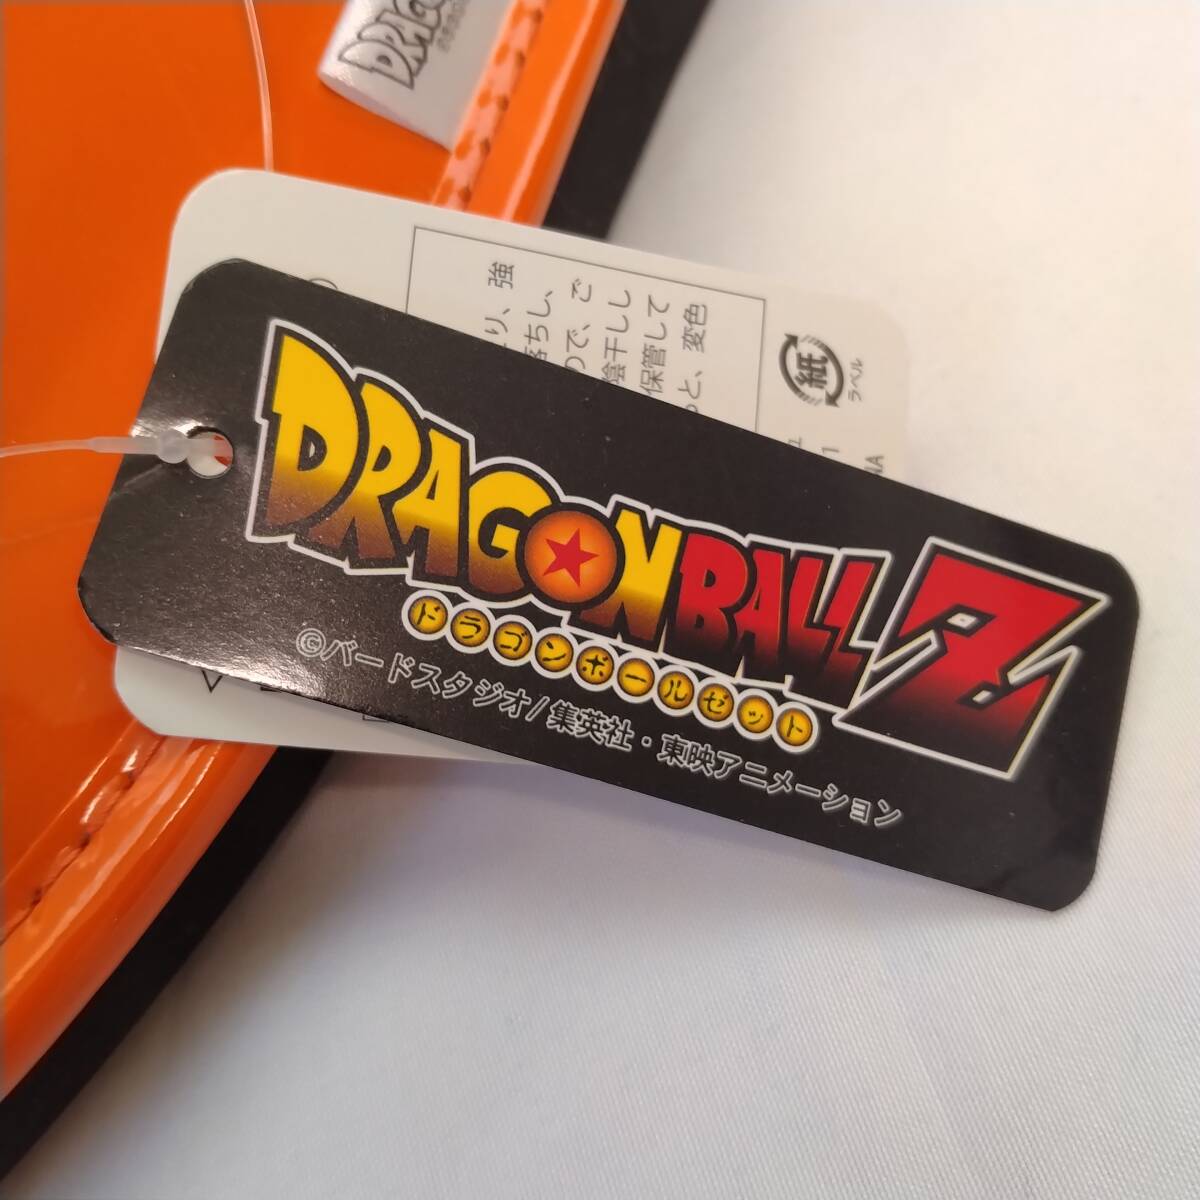 DRAGONBALL Z
ドラゴンボールゼット
©バードスタジオ/集英社・東映アニメーション
強
り、
落ちし、
ので、ご
陰干しし
保管して
と、変色
紙
ラベル